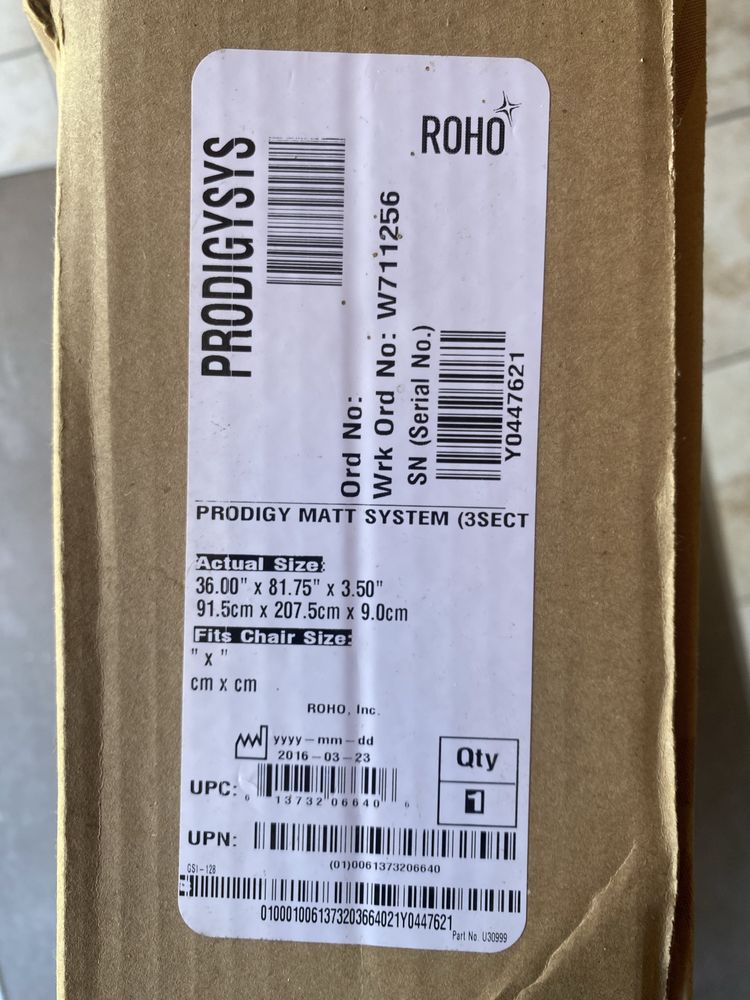 ROHO
PRODIGYSYS
Ord No:
Wrk Ord No: W711256
SN (Serial No.)
Y0447621
PRODIGY MATT SYSTEM (3SECT
Actual Size:
36.00" x 81.75" x 3.50"
91.5cm x 207.5cm x 9.0cm
Fits Chair Size:
" x "
cm x cm
ROHO, Inc.
yyyy-mm-dd
2016-03-23
Qty
1
UPC:
6 13732 06640 6
UPN:
(01)0061373206640
GS1-128
0100010061373203664021Y0447621
Part No. U30999